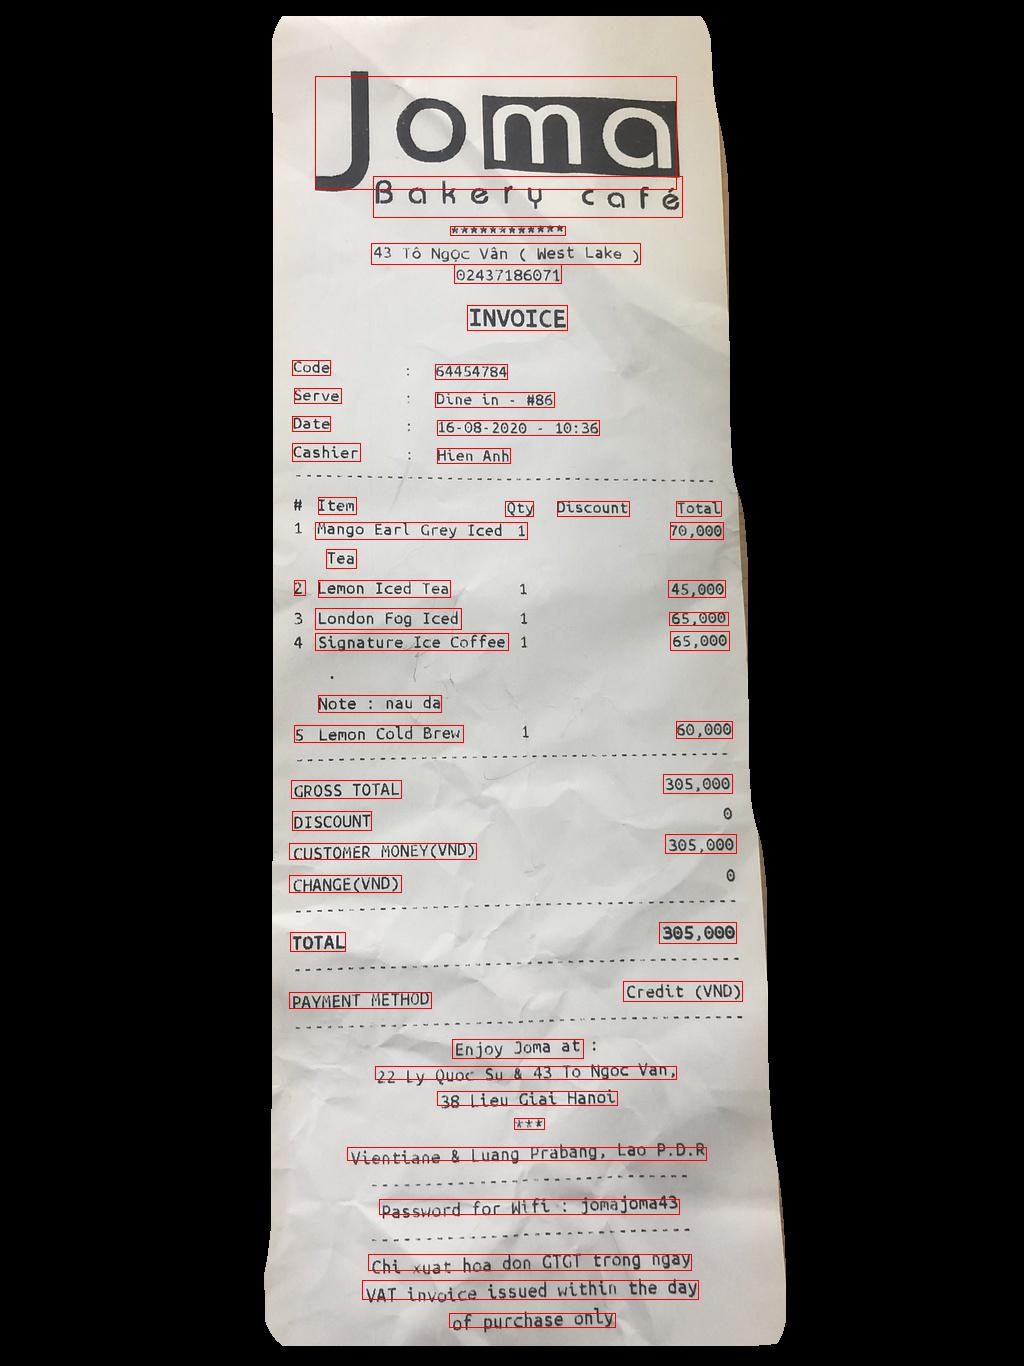 Joma
Bakery café
************
43 Tô Ngọc Vân ( West Lake )
02437186071
INVOICE
Code : 64454784
Serve : Dine in - #86
Date : 16-08-2020 - 10:36
Cashier : Hien Anh
# Item Qty Discount Total
1 Mango Earl Grey Iced 1 70,000
Tea
2 Lemon Iced Tea 1 45,000
3 London Fog Iced 1 65,000
4 Signature Ice Coffee 1 65,000
.
Note : nau da
5 Lemon Cold Brew 1 60,000
GROSS TOTAL 305,000
DISCOUNT 0
CUSTOMER MONEY(VND) 305,000
CHANGE(VND) 0
TOTAL 305,000
PAYMENT METHOD Credit (VND)
Enjoy Joma at :
22 Ly Quoc Su & 43 To Ngoc Van,
38 Lieu Giai Hanoi
***
Vientiane & Luang Prabang, Lao P.D.R
Password for Wifi : jomajoma43
Chi xuat hoa don GTGT trong ngay
VAT invoice issued within the day
of purchase only